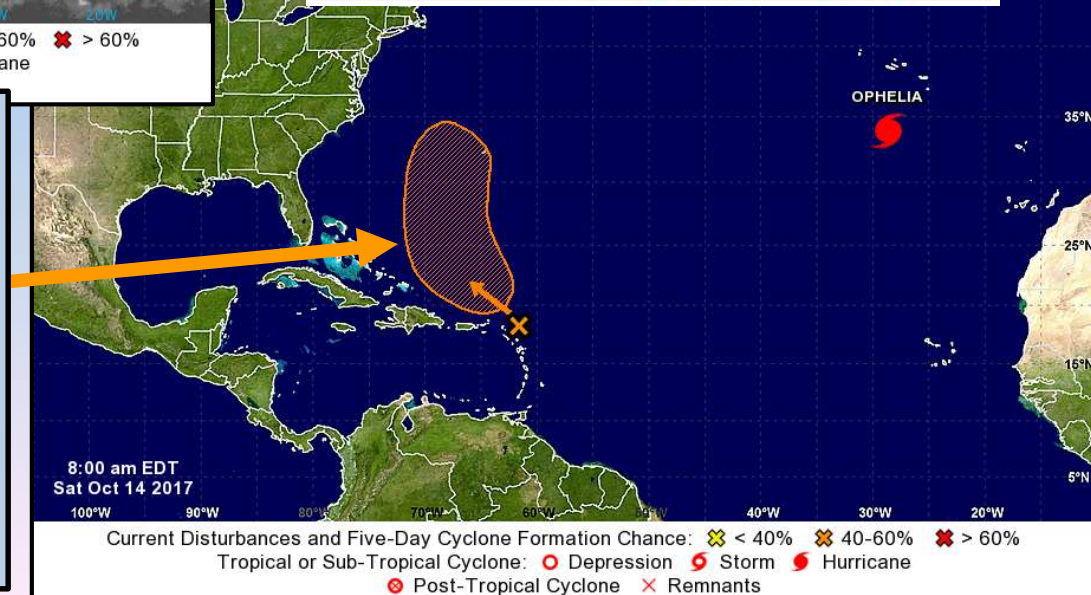 20W
60% > 60%
ane
OPHELIA
35°N
25°N
15°N
8:00 am EDT
Sat Oct 14 2017
5°N
100°W 90°W 80°W 70°W 60°W 50°W 40°W 30°W 20°W
Current Disturbances and Five-Day Cyclone Formation Chance: < 40% 40-60% > 60%
Tropical or Sub-Tropical Cyclone: Depression Storm Hurricane
Post-Tropical Cyclone Remnants